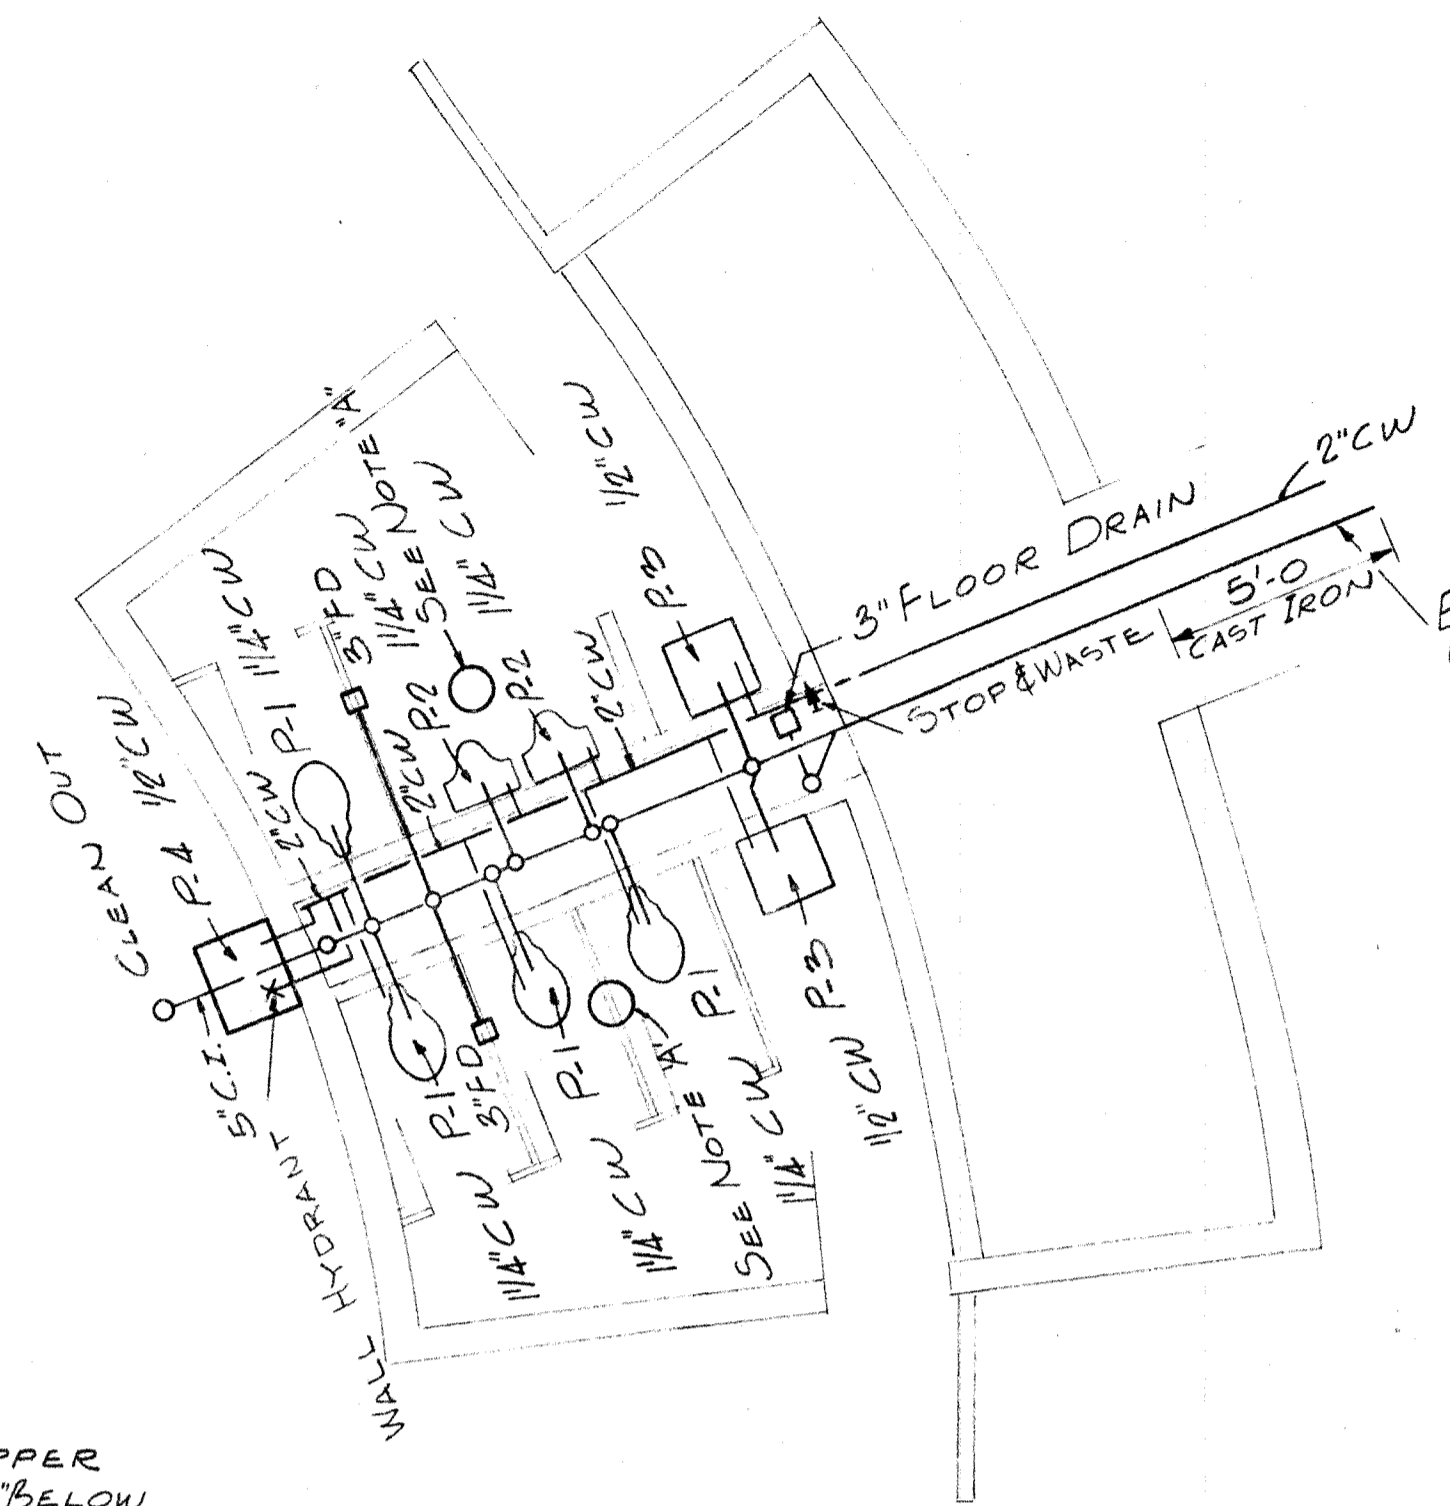 CLEAN OUT
P-4 1/2"CW
2"CW
P-1 1 1/4"CW
3"FD
1 1/4"CW
1 1/4" NOTE "A"
SEE
1 1/4" CW
2"CW
P-2
P-2
2"CW
1/2"CW
P-3
3"FLOOR DRAIN
2"CW
5'-0
CAST IRON
STOP & WASTE
5"C.I.
WALL HYDRANT
P-1
3"FD
1 1/4"CW
P-1
1 1/4"CW
SEE NOTE 'A'
P-1
1 1/4" CW
P-3
1/2"CW
PPER
"BELOW